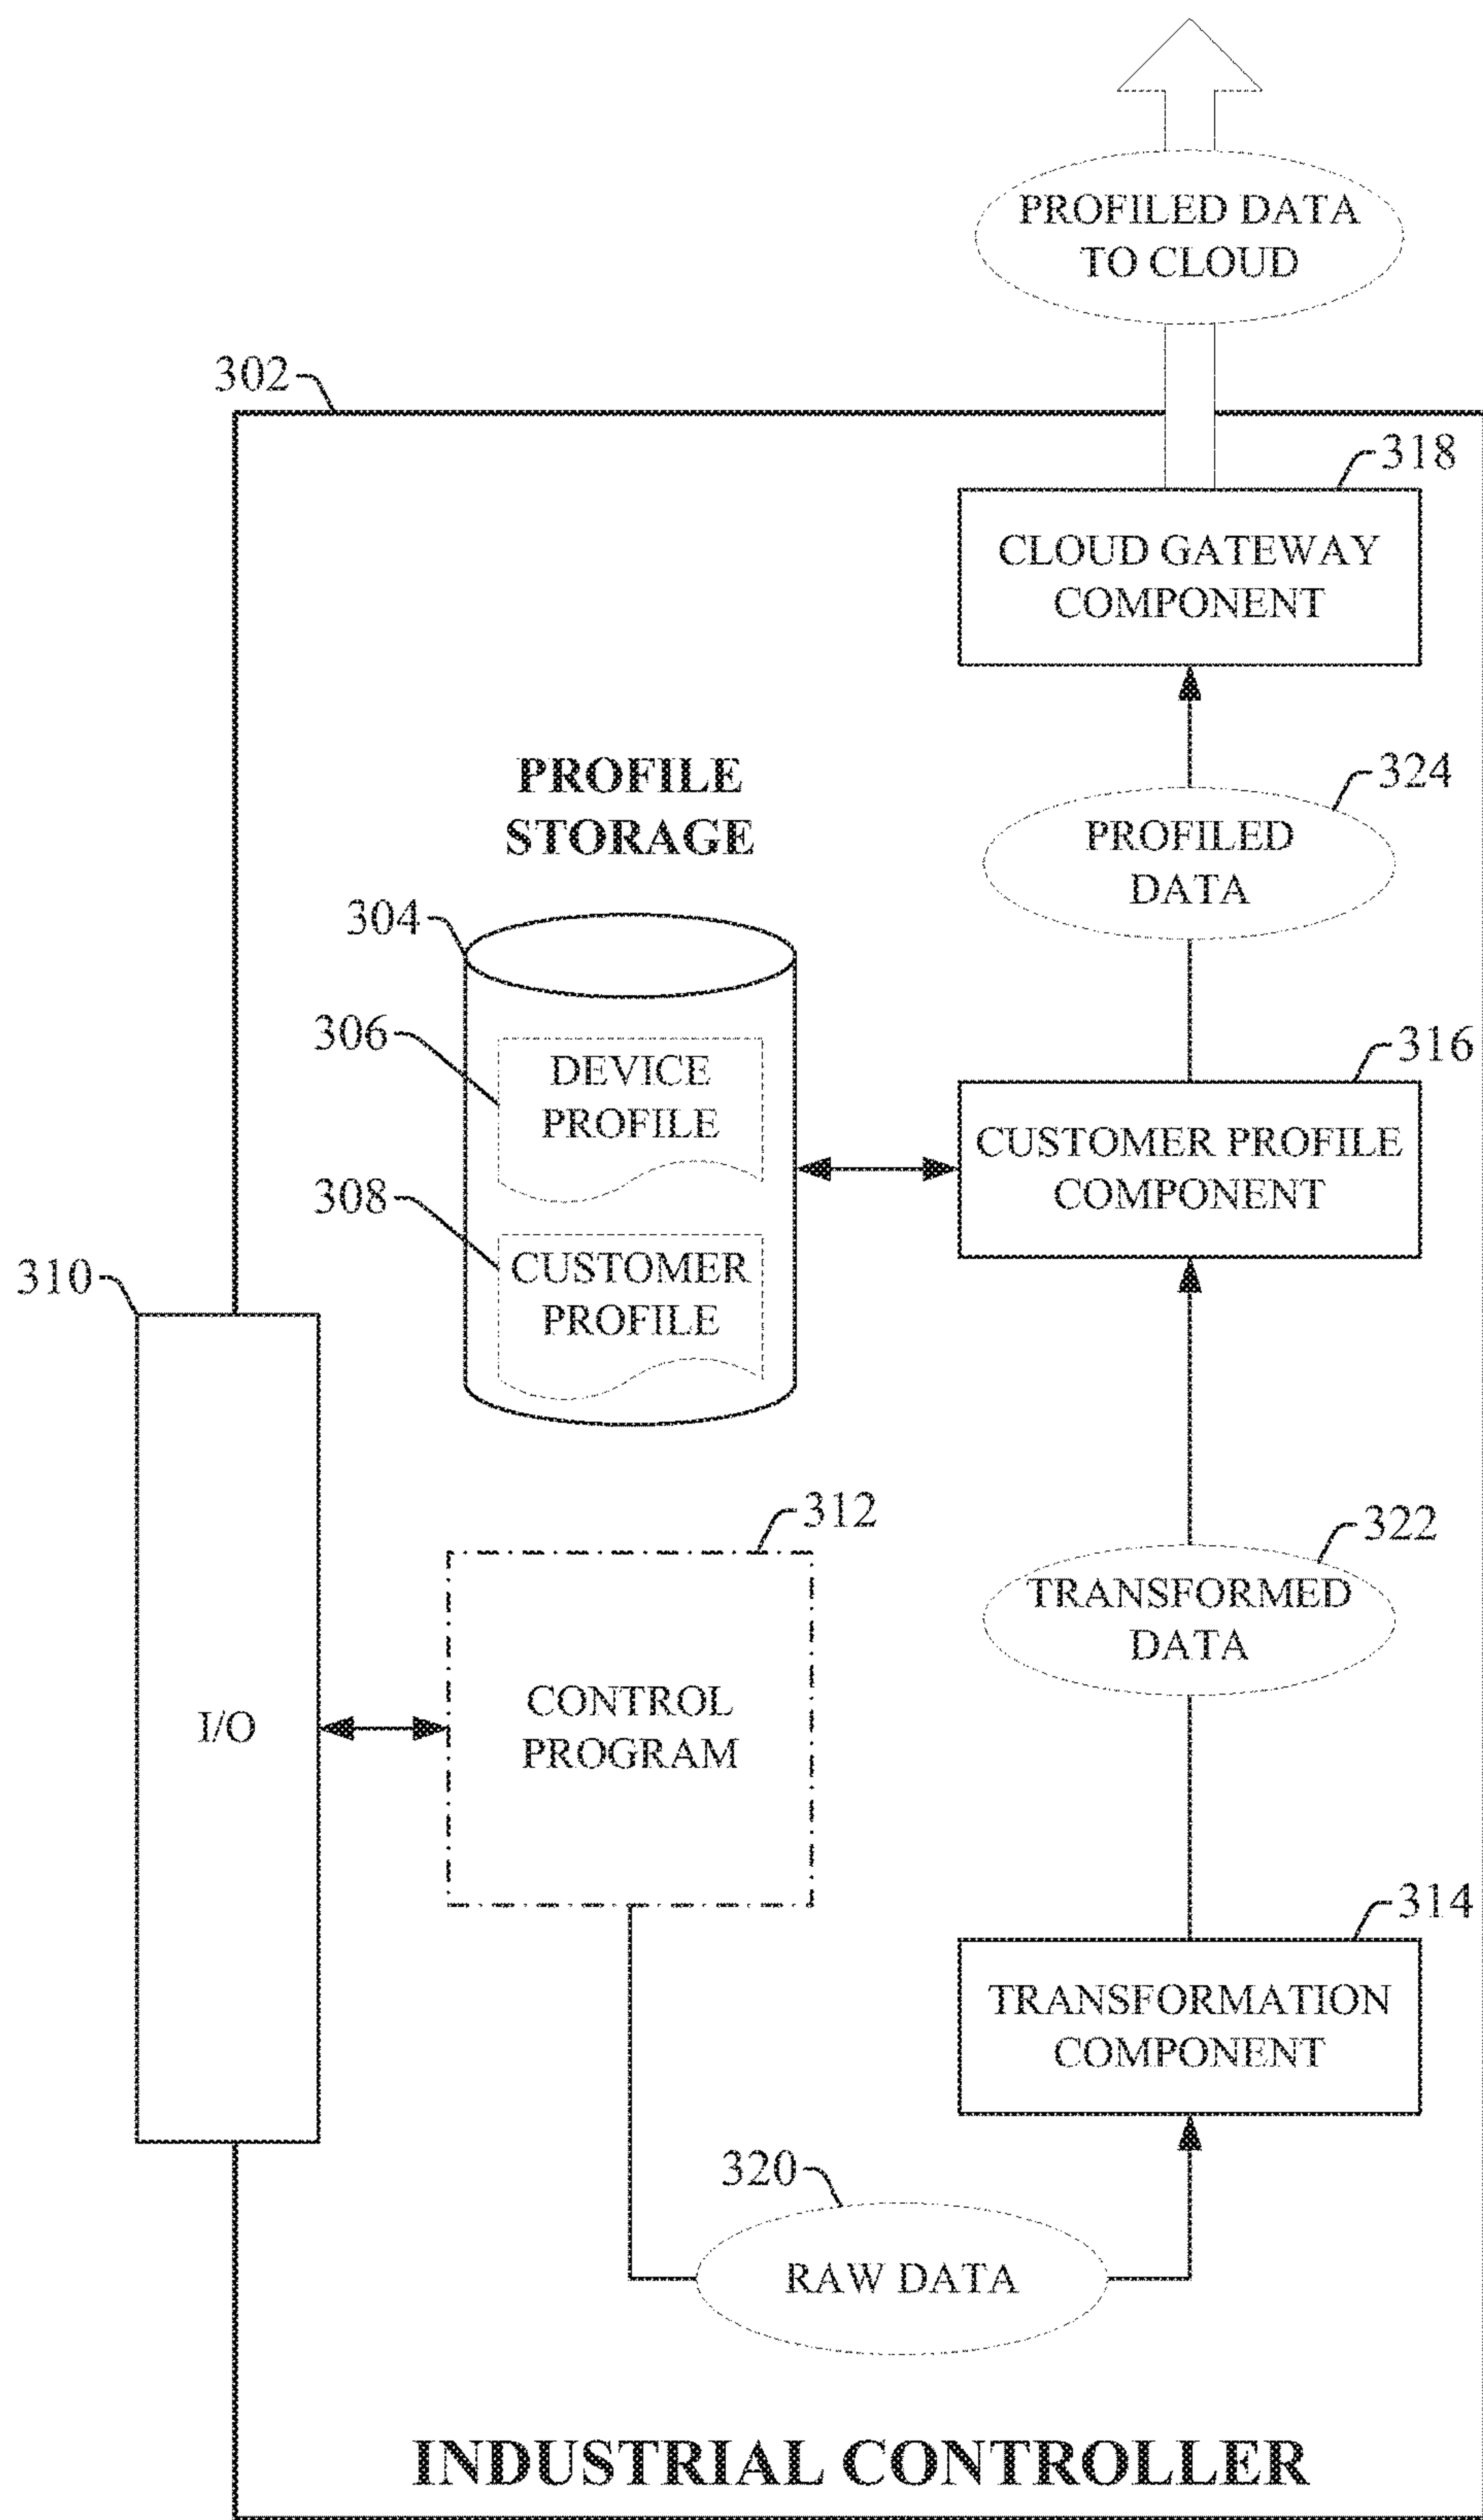 PROFILED DATA
TO CLOUD
302
318
CLOUD GATEWAY
COMPONENT
PROFILE
STORAGE
324
PROFILED
DATA
304
306
DEVICE
PROFILE
316
CUSTOMER PROFILE
COMPONENT
308
CUSTOMER
PROFILE
310
I/O
312
CONTROL
PROGRAM
322
TRANSFORMED
DATA
314
TRANSFORMATION
COMPONENT
320
RAW DATA
INDUSTRIAL CONTROLLER